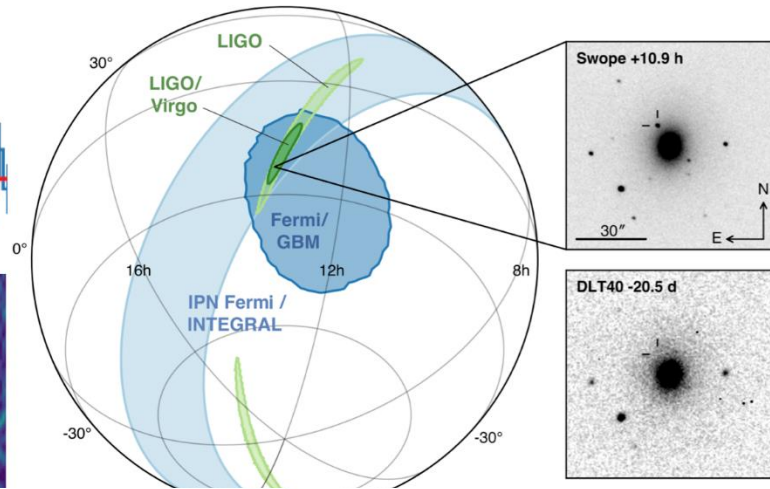 LIGO
30°
LIGO/
Virgo
Fermi/
GBM
0°
16h
12h
8h
IPN Fermi /
INTEGRAL
-30°
-30°
Swope +10.9 h
N
30″
E
DLT40 -20.5 d